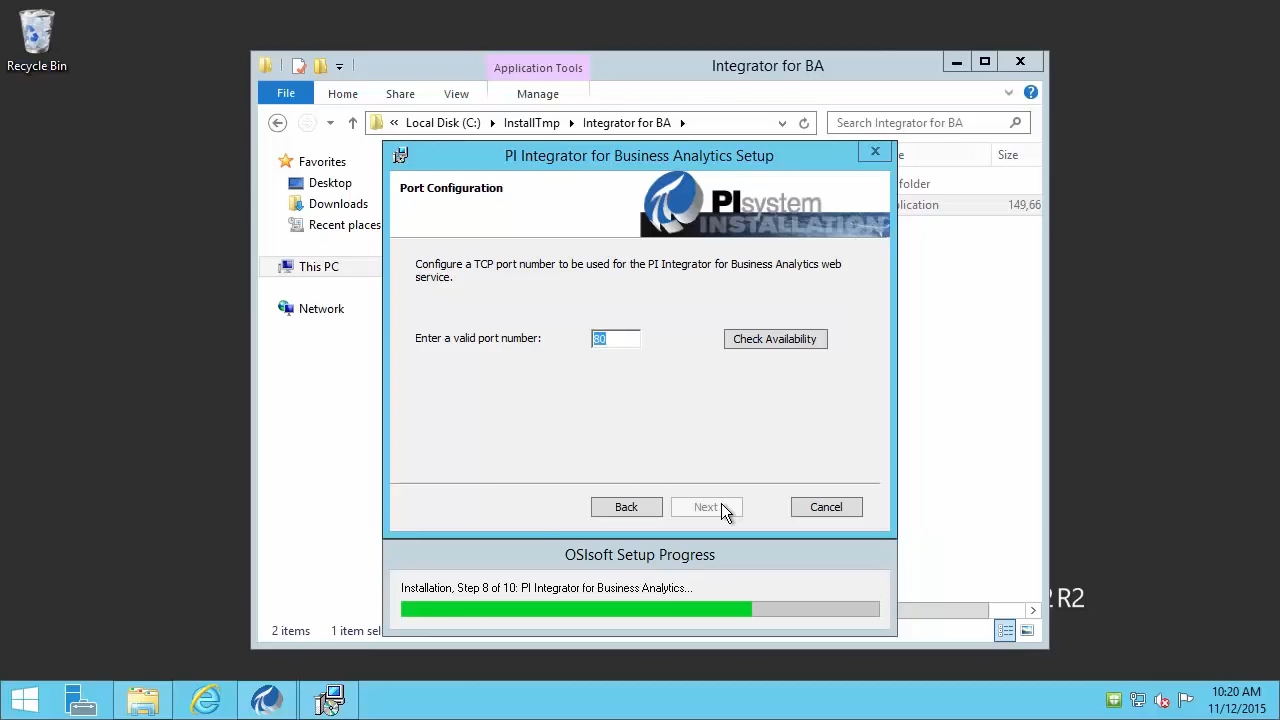 Recycle Bin
Application Tools
Integrator for BA
File
Home
Share
View
Manage
« Local Disk (C:)
InstallTmp
Integrator for BA
Search Integrator for BA
Favorites
Desktop
Downloads
Recent places
This PC
Network
e
Size
folder
plication
149,66
PI Integrator for Business Analytics Setup
Port Configuration
PIsystem
INSTALLATION
Configure a TCP port number to be used for the PI Integrator for Business Analytics web
service.
Enter a valid port number:
80
Check Availability
Back
Next
Cancel
OSIsoft Setup Progress
Installation, Step 8 of 10: PI Integrator for Business Analytics...
2 items
1 item sel
R2
10:20 AM
11/12/2015